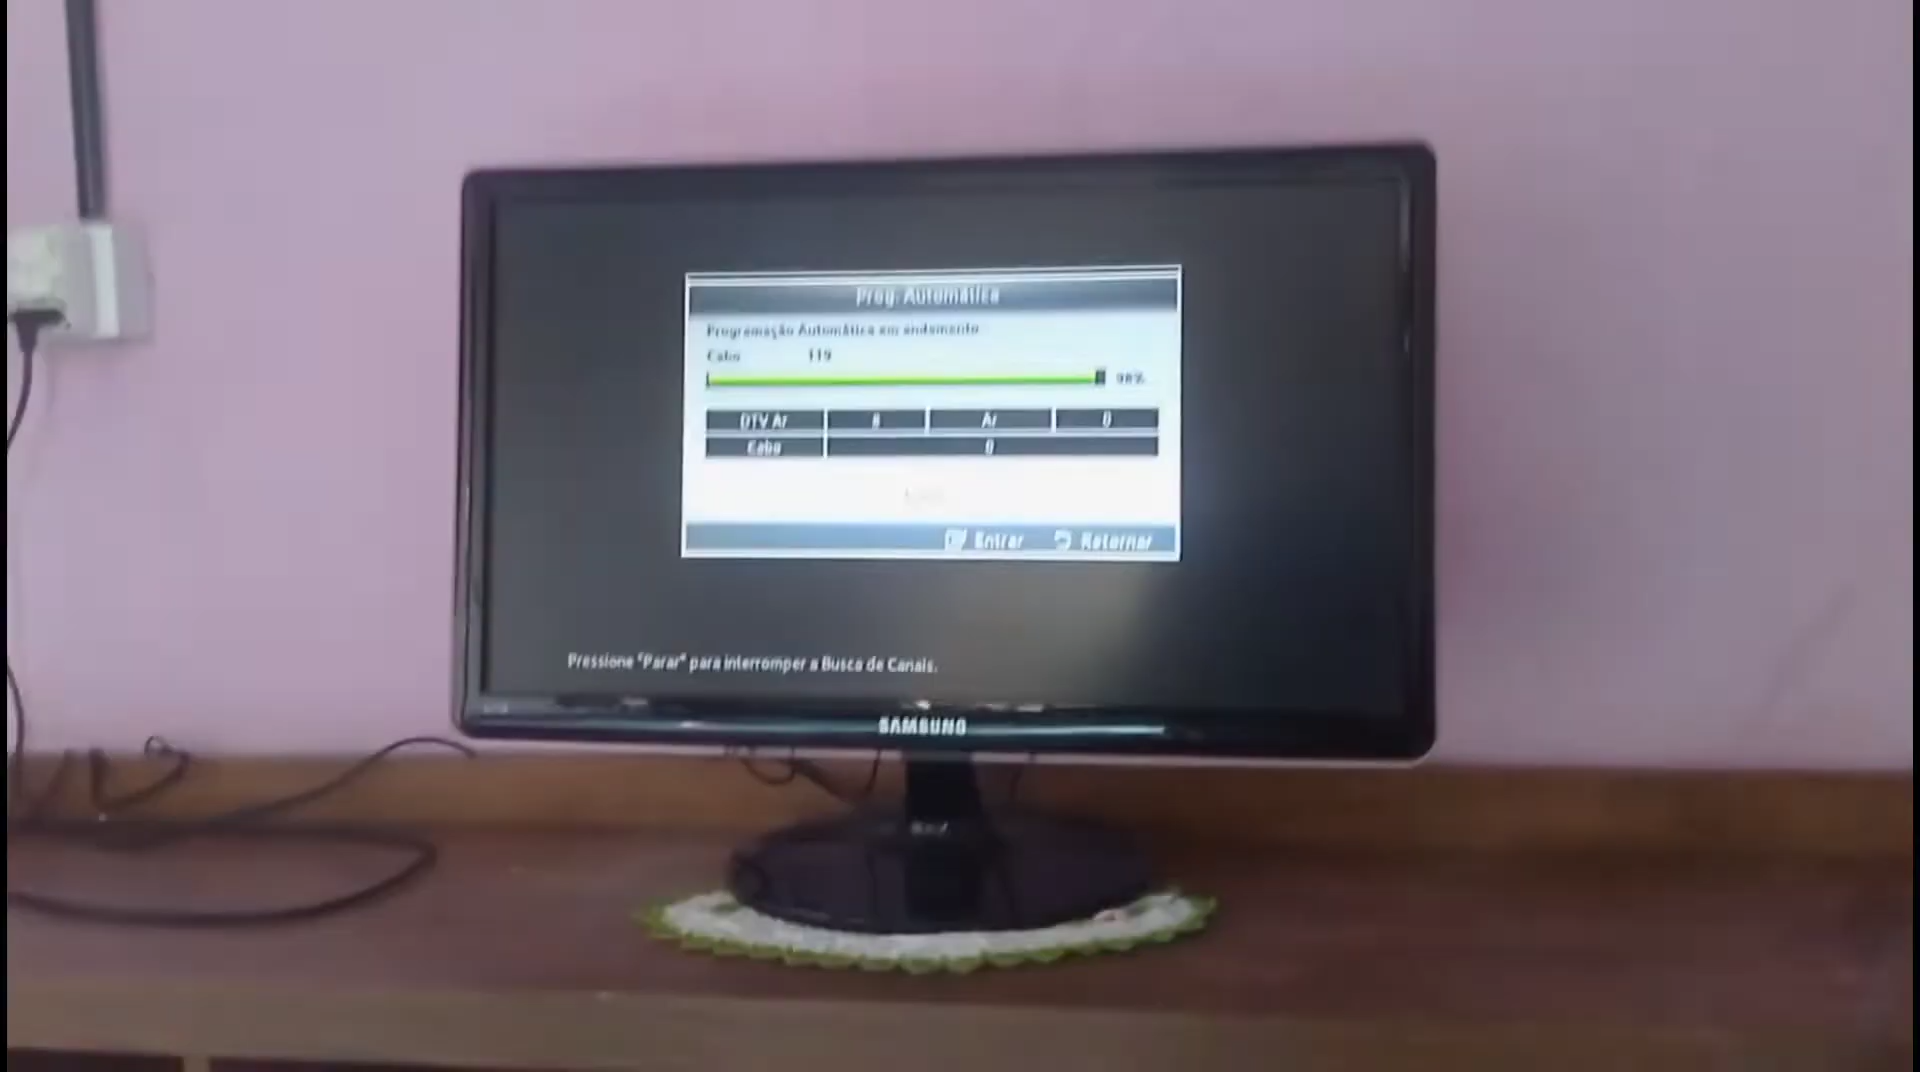 Prog. Automática
Programação Automática em andamento
Cabo 119
98%
DTV Ar 8 Ar 0
Cabo 0
Entrar Retornar
Pressione "Parar" para interromper a Busca de Canais.
SAMSUNG